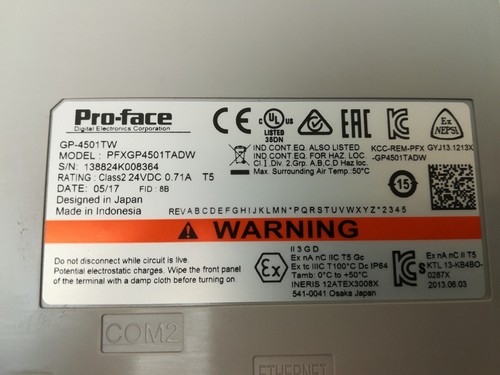 Pro-face
Digital Electronics Corporation
GP-4501TW
MODEL : PFXGP4501TADW
S/N : 138824K008364
RATING : Class2 24VDC 0.71A T5
DATE : 05/17 FID : 8B
Designed in Japan
Made in Indonesia
CE
C UL US
LISTED
38DN
EAC
Ex
NEPSI
IND CONT EQ. ALSO LISTED
IND CONT EQ. FOR HAZ. LOC.
Cl I, Div. 2, Grp. A,B,C,D Haz loc.
Max. Surrounding Air Temp. 50°C
KCC-REM-PFX
-GP4501TADW
GYJ13.1213X
15
REV A B C D E F G H I J K L M N * P Q R S T U V W X Y Z * 2 3 4 5
WARNING
Do not disconnect while circuit is live.
Potential electrostatic charges. Wipe the front panel
of the terminal with a damp cloth before turning on
Ex
II 3 G D
Ex nA nC IIC T5 Gc
Ex tc IIIC T100°C Dc IP64
Tamb: 0°C to +50°C
INERIS 12ATEX3008X
541-0041 Osaka Japan
Ex nA nC II T5
KTL 13-KB4BO-
0287X
2013.06.03
COM2
ETHERNET